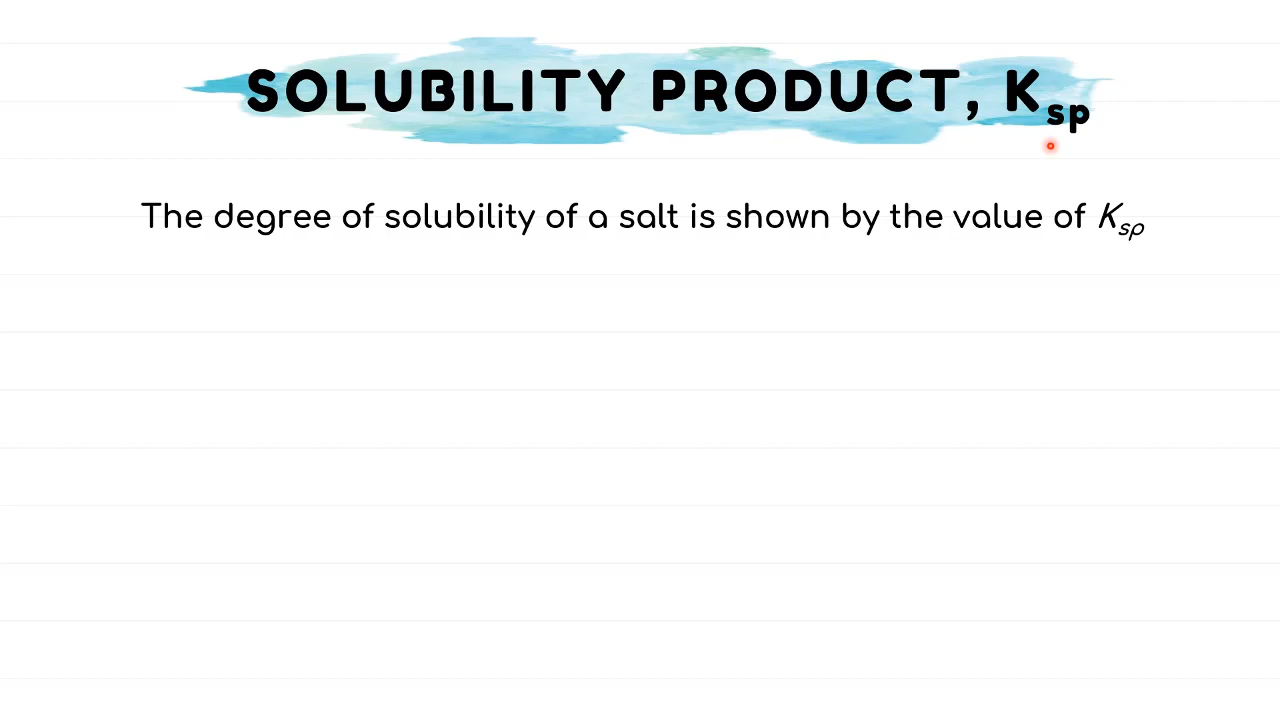 SOLUBILITY PRODUCT, Ksp
The degree of solubility of a salt is shown by the value of Ksp